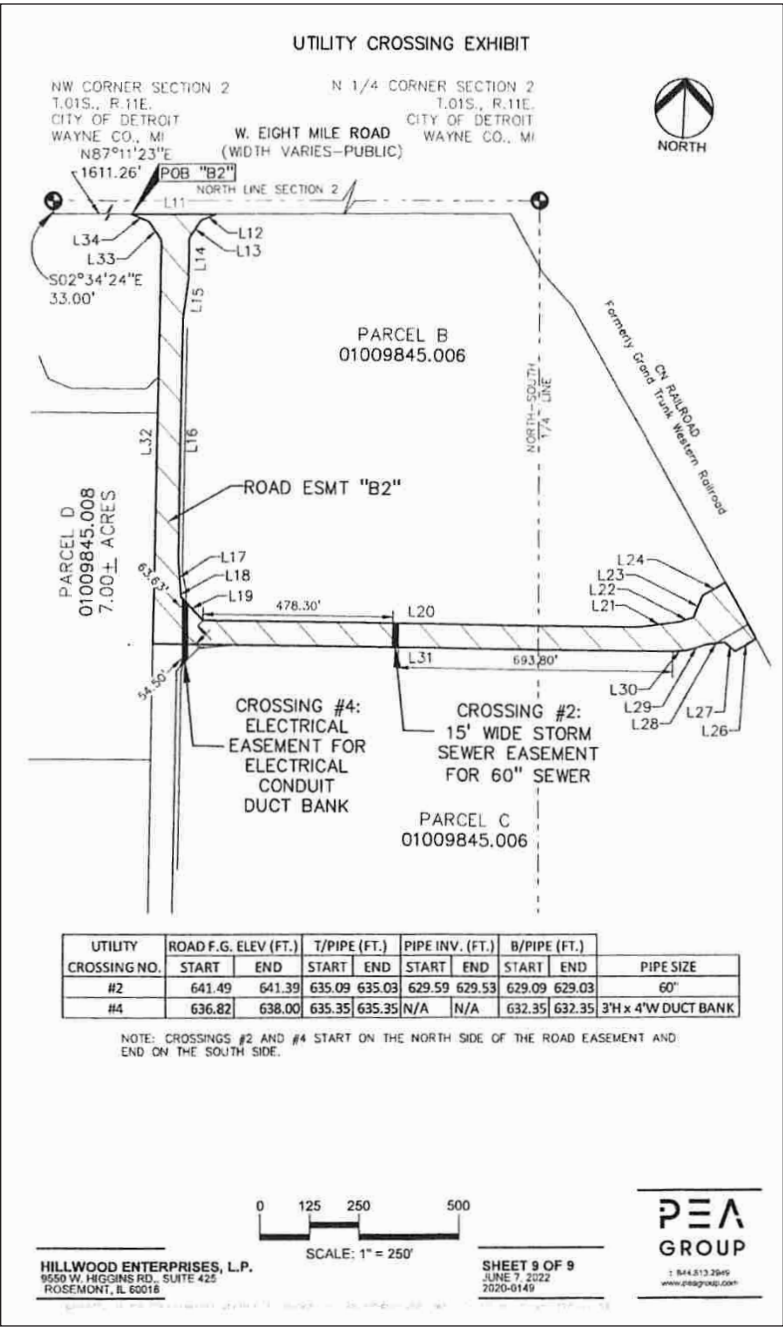 UTILITY CROSSING EXHIBIT
NW CORNER SECTION 2
T.01S., R.11E.
CITY OF DETROIT
WAYNE CO., MI
N 1/4 CORNER SECTION 2
T.01S., R.11E.
CITY OF DETROIT
WAYNE CO., MI
W. EIGHT MILE ROAD
(WIDTH VARIES-PUBLIC)
NORTH
N87°11'23"E
1611.26'
POB "B2"
NORTH LINE SECTION 2
L11
L34
L33
L12
L13
L14
L15
S02°34'24"E
33.00'
PARCEL B
01009845.006
CN RAILROAD
Formerly Grand Trunk Western Railroad
NORTH-SOUTH
1/4 LINE
L32
L16
ROAD ESMT "B2"
PARCEL D
01009845.008
7.00± ACRES
L17
L18
L19
63.63'
478.30'
L20
L24
L23
L22
L21
L31
693.80'
54.50'
L30
L29
L28
L27
L26
CROSSING #4:
ELECTRICAL
EASEMENT FOR
ELECTRICAL
CONDUIT
DUCT BANK
CROSSING #2:
15' WIDE STORM
SEWER EASEMENT
FOR 60" SEWER
PARCEL C
01009845.006
UTILITY ROAD F.G. ELEV (FT.) T/PIPE (FT.) PIPE INV. (FT.) B/PIPE (FT.)
CROSSING NO. START END START END START END START END PIPE SIZE
#2 641.49 641.39 635.09 635.03 629.59 629.53 629.09 629.03 60"
#4 636.82 638.00 635.35 635.35 N/A N/A 632.35 632.35 3'H x 4'W DUCT BANK
NOTE: CROSSINGS #2 AND #4 START ON THE NORTH SIDE OF THE ROAD EASEMENT AND
END ON THE SOUTH SIDE.
0 125 250 500
SCALE: 1" = 250'
HILLWOOD ENTERPRISES, L.P.
9550 W. HIGGINS RD., SUITE 425
ROSEMONT, IL 60018
SHEET 9 OF 9
JUNE 7, 2022
2020-0149
PEA
GROUP
t: 844.813.2949
www.peagroup.com